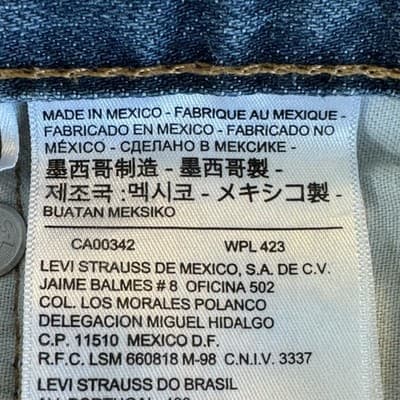 MADE IN MEXICO - FABRIQUE AU MEXIQUE -
FABRICADO EN MEXICO - FABRICADO NO
MÉXICO - СДЕЛАНО В МЕКСИКЕ -
墨西哥制造 - 墨西哥製 -
제조국 :멕시코 - メキシコ製 -
BUATAN MEKSIKO
CA00342 WPL 423
LEVI STRAUSS DE MEXICO, S.A. DE C.V.
JAIME BALMES # 8 OFICINA 502
COL. LOS MORALES POLANCO
DELEGACION MIGUEL HIDALGO
C.P. 11510 MEXICO D.F.
R.F.C. LSM 660818 M-98 C.N.I.V. 3337
LEVI STRAUSS DO BRASIL